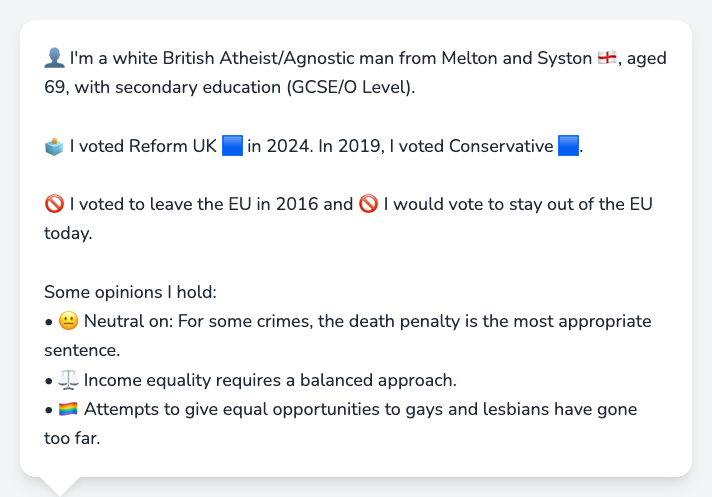 👤 I'm a white British Atheist/Agnostic man from Melton and Syston 🏴󠁧󠁢󠁥󠁮󠁧󠁿, aged
69, with secondary education (GCSE/O Level).
🗳️ I voted Reform UK 🟦 in 2024. In 2019, I voted Conservative 🟦.
🚫 I voted to leave the EU in 2016 and 🚫 I would vote to stay out of the EU
today.
Some opinions I hold:
• 😐 Neutral on: For some crimes, the death penalty is the most appropriate
sentence.
• ⚖️ Income equality requires a balanced approach.
• 🏳️‍🌈 Attempts to give equal opportunities to gays and lesbians have gone
too far.